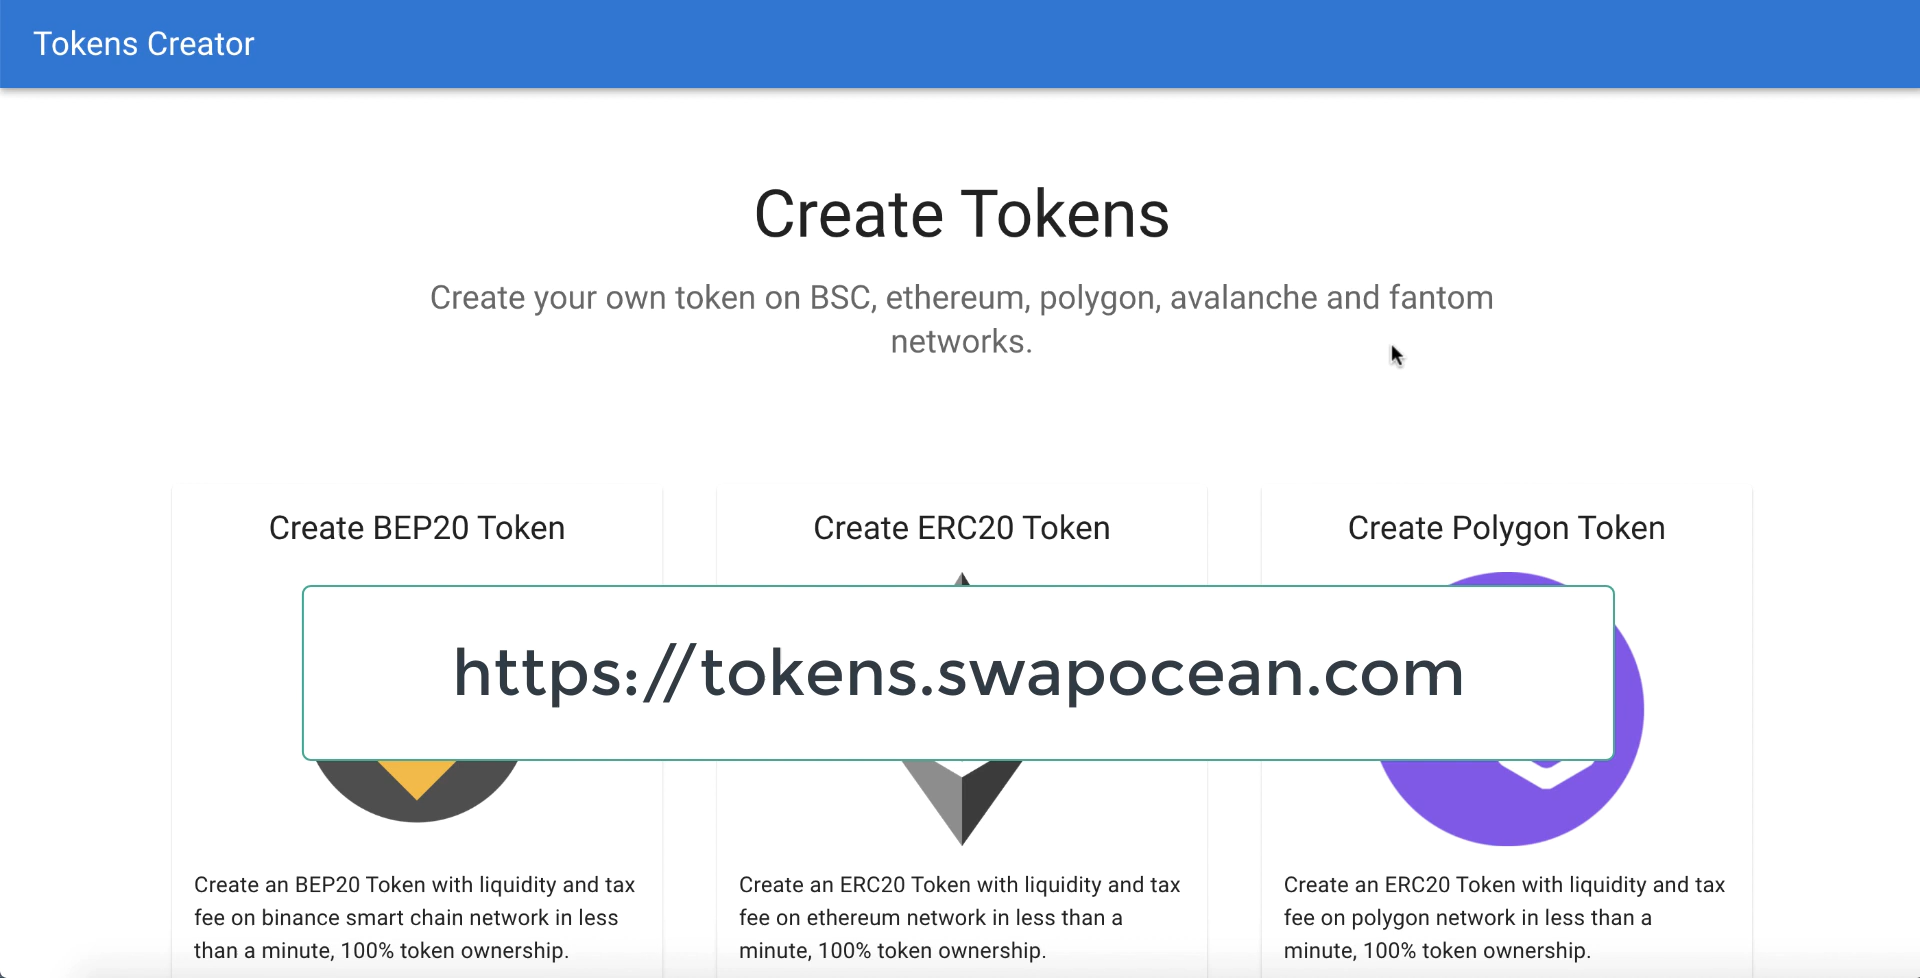 Tokens Creator
Create Tokens
Create your own token on BSC, ethereum, polygon, avalanche and fantom
networks.
Create BEP20 Token
Create ERC20 Token
Create Polygon Token
https://tokens.swapocean.com
Create an BEP20 Token with liquidity and tax
fee on binance smart chain network in less
than a minute, 100% token ownership.
Create an ERC20 Token with liquidity and tax
fee on ethereum network in less than a
minute, 100% token ownership.
Create an ERC20 Token with liquidity and tax
fee on polygon network in less than a
minute, 100% token ownership.